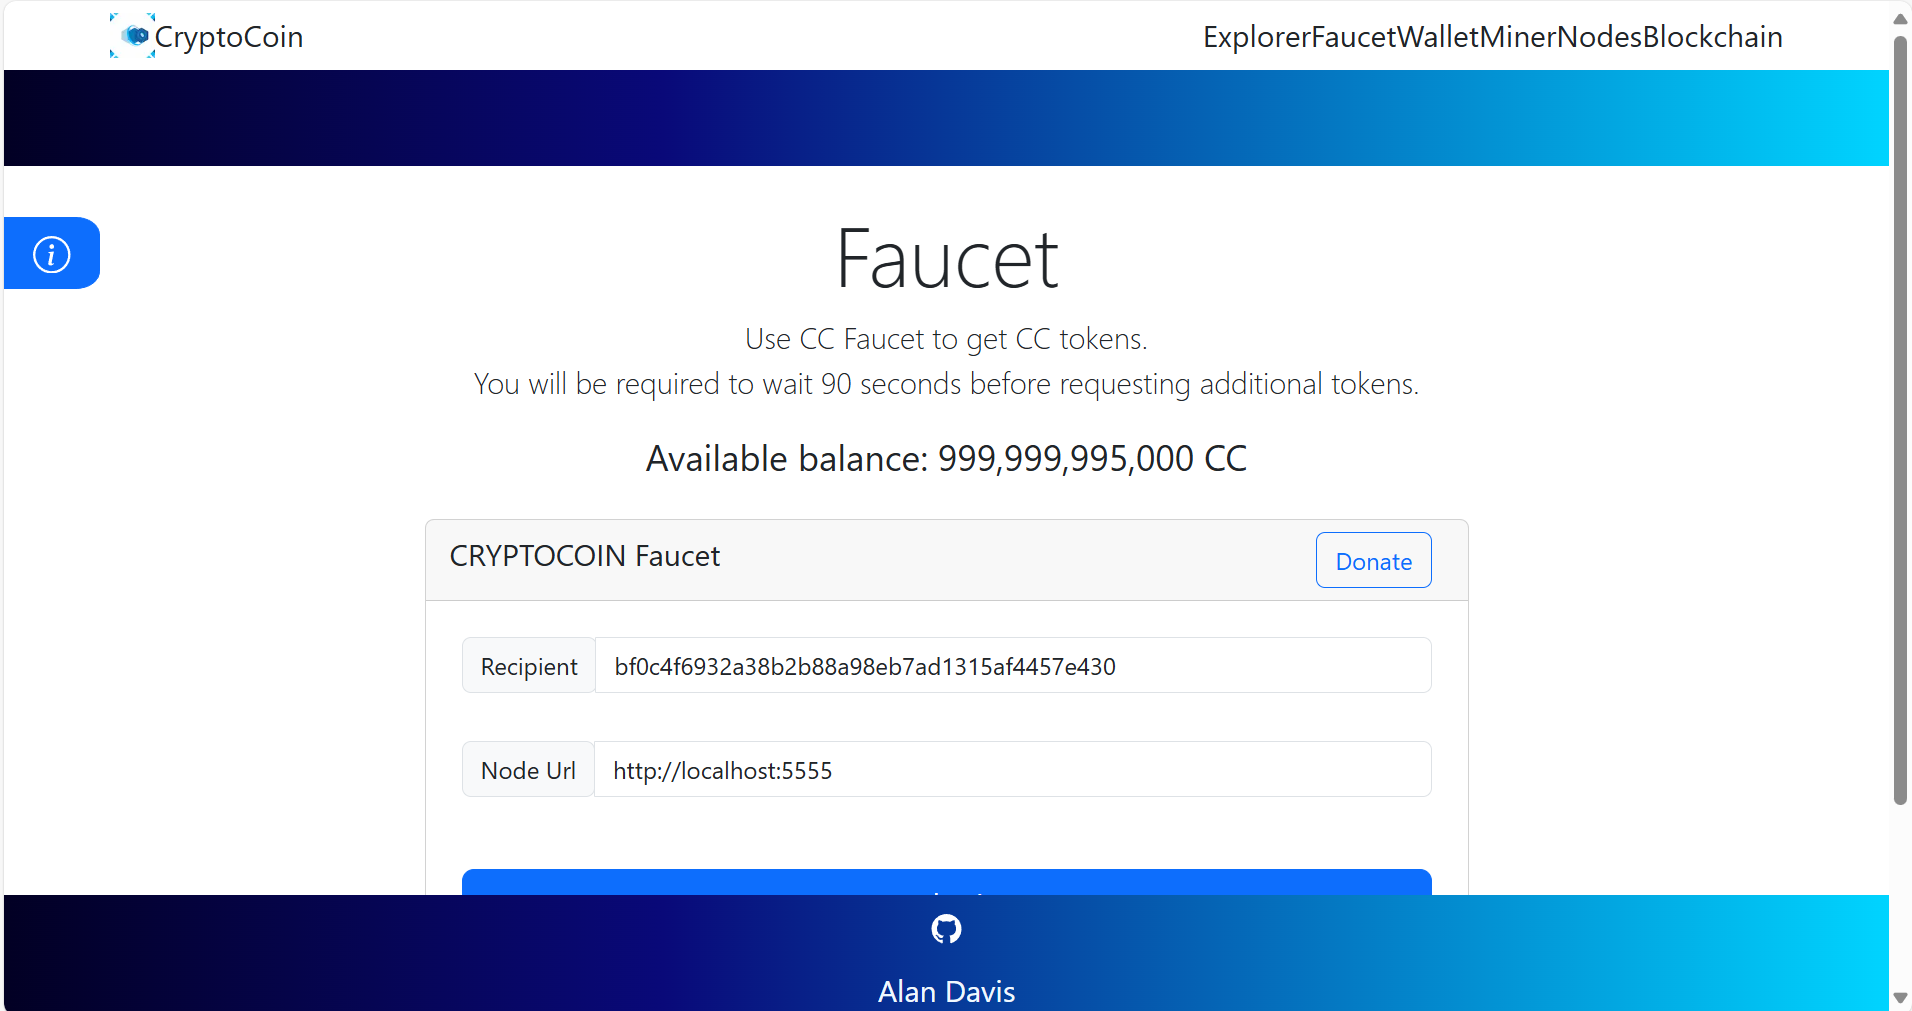 CryptoCoin
ExplorerFaucetWalletMinerNodesBlockchain
i
Faucet
Use CC Faucet to get CC tokens.
You will be required to wait 90 seconds before requesting additional tokens.
Available balance: 999,999,995,000 CC
CRYPTOCOIN Faucet
Donate
Recipient bf0c4f6932a38b2b88a98eb7ad1315af4457e430
Node Url http://localhost:5555
Alan Davis